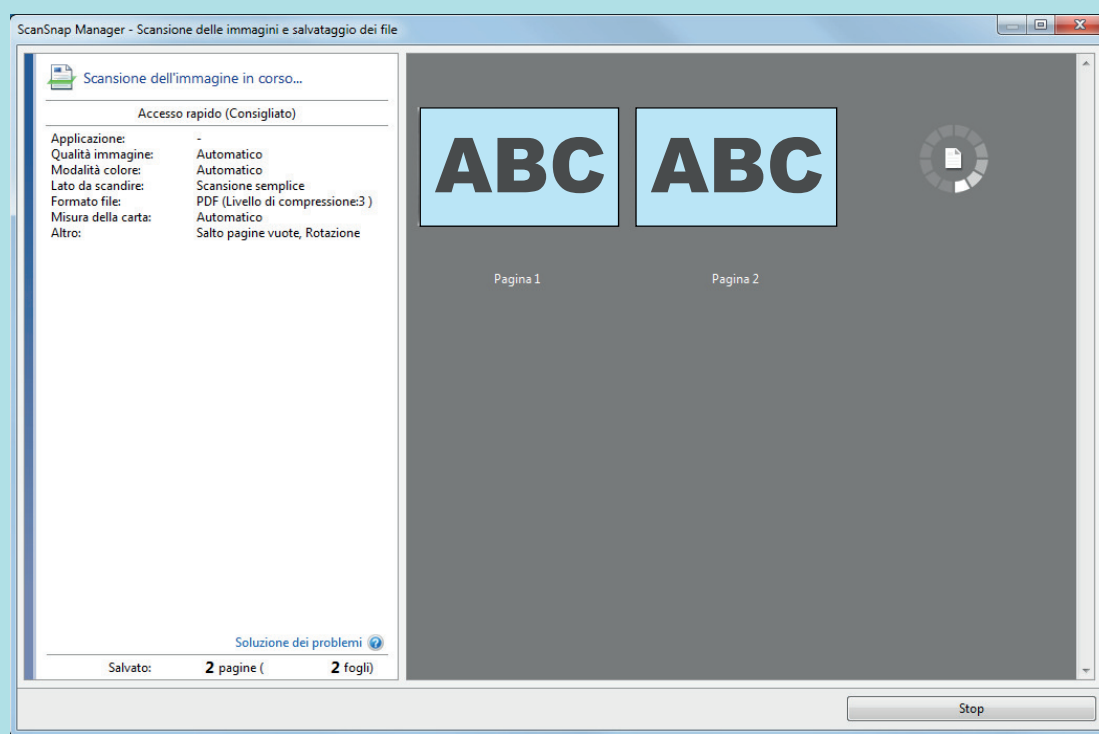 ScanSnap Manager - Scansione delle immagini e salvataggio dei file
Scansione dell'immagine in corso...
Accesso rapido (Consigliato)
Applicazione: -
Qualità immagine: Automatico
Modalità colore: Automatico
Lato da scandire: Scansione semplice
Formato file: PDF (Livello di compressione:3 )
Misura della carta: Automatico
Altro: Salto pagine vuote, Rotazione
ABC ABC
Pagina 1 Pagina 2
Soluzione dei problemi ?
Salvato: 2 pagine ( 2 fogli)
Stop